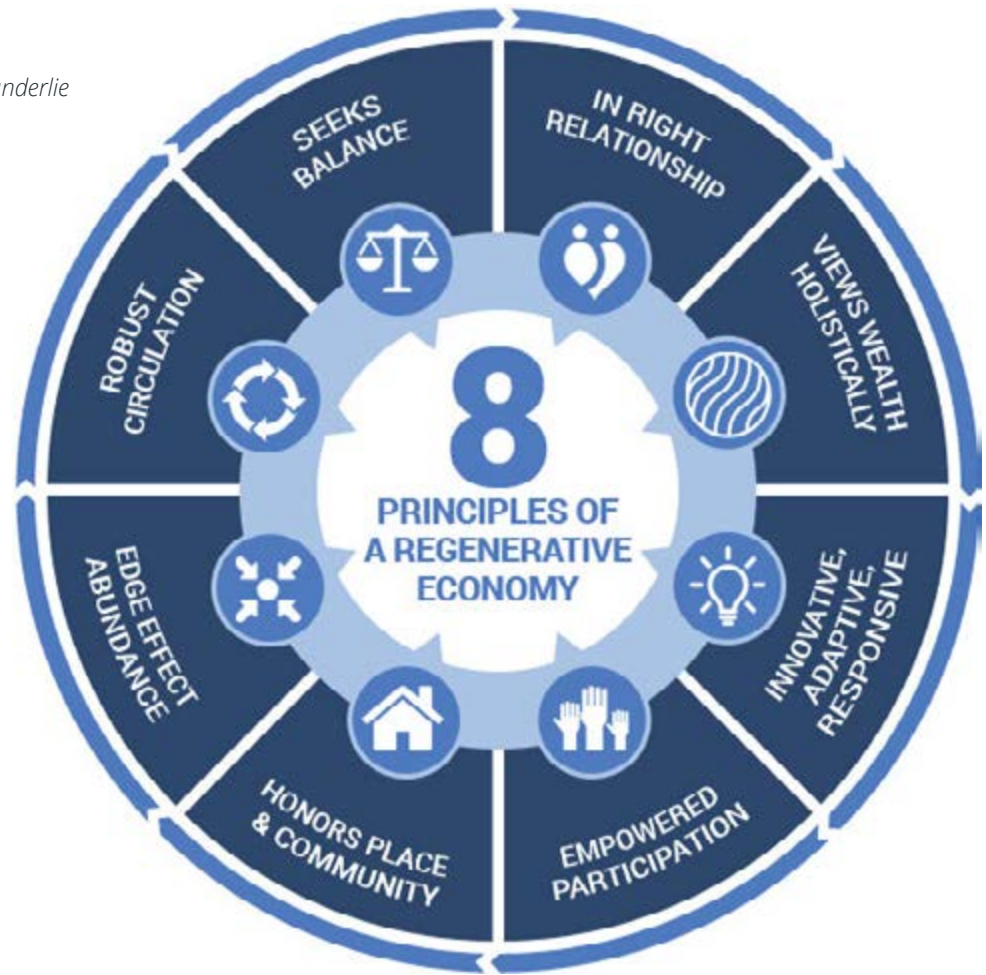 underlie
SEEKS
BALANCE
IN RIGHT
RELATIONSHIP
VIEWS WEALTH
HOLISTICALLY
INNOVATIVE,
ADAPTIVE,
RESPONSIVE
EMPOWERED
PARTICIPATION
HONORS PLACE
& COMMUNITY
EDGE EFFECT
ABUNDANCE
ROBUST
CIRCULATION
8
PRINCIPLES OF
A REGENERATIVE
ECONOMY